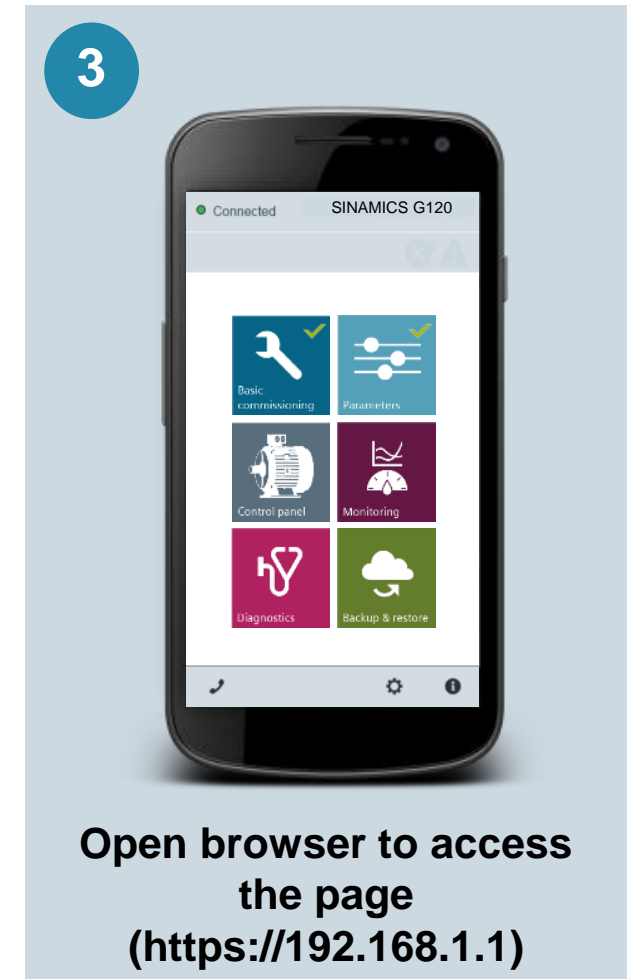 3
Connected
SINAMICS G120
Basic
commissioning
Parameters
Control panel
Monitoring
Diagnostics
Backup & restore
Open browser to access
the page
(https://192.168.1.1)